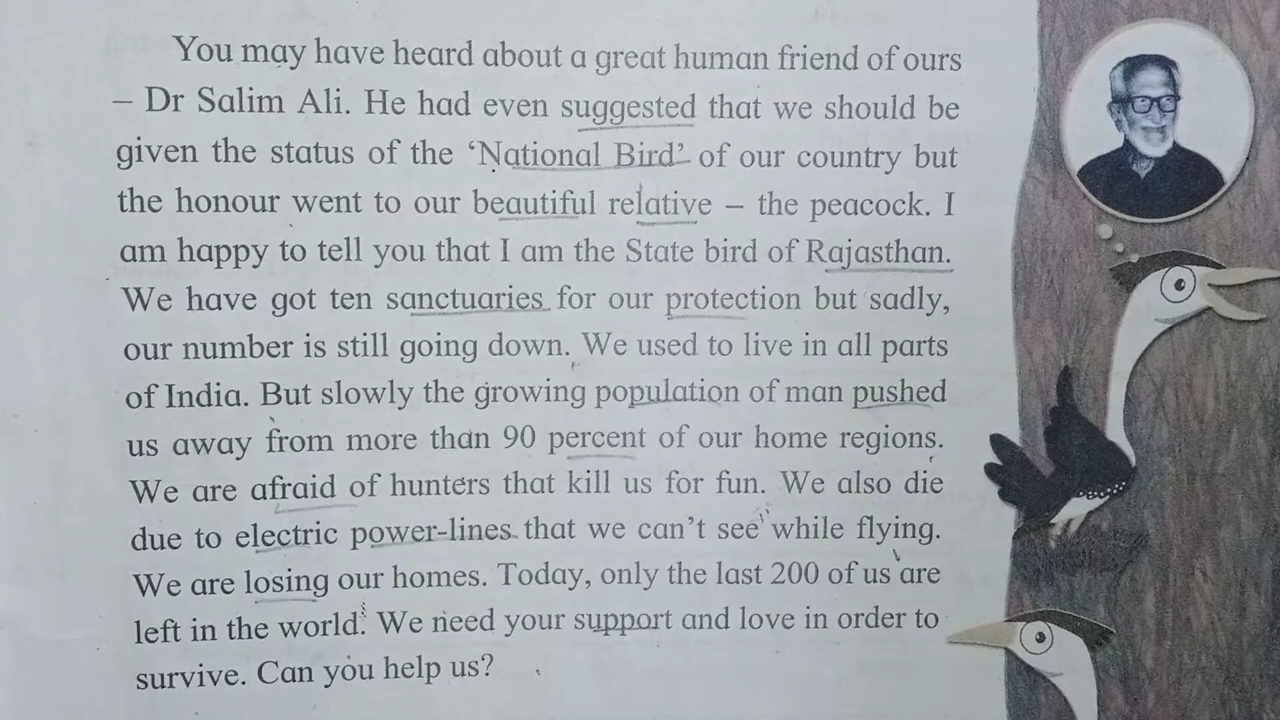 You may have heard about a great human friend of ours
– Dr Salim Ali. He had even suggested that we should be
given the status of the ‘National Bird’ of our country but
the honour went to our beautiful relative – the peacock. I
am happy to tell you that I am the State bird of Rajasthan.
We have got ten sanctuaries for our protection but sadly,
our number is still going down. We used to live in all parts
of India. But slowly the growing population of man pushed
us away from more than 90 percent of our home regions.
We are afraid of hunters that kill us for fun. We also die
due to electric power-lines that we can’t see while flying.
We are losing our homes. Today, only the last 200 of us are
left in the world. We need your support and love in order to
survive. Can you help us?